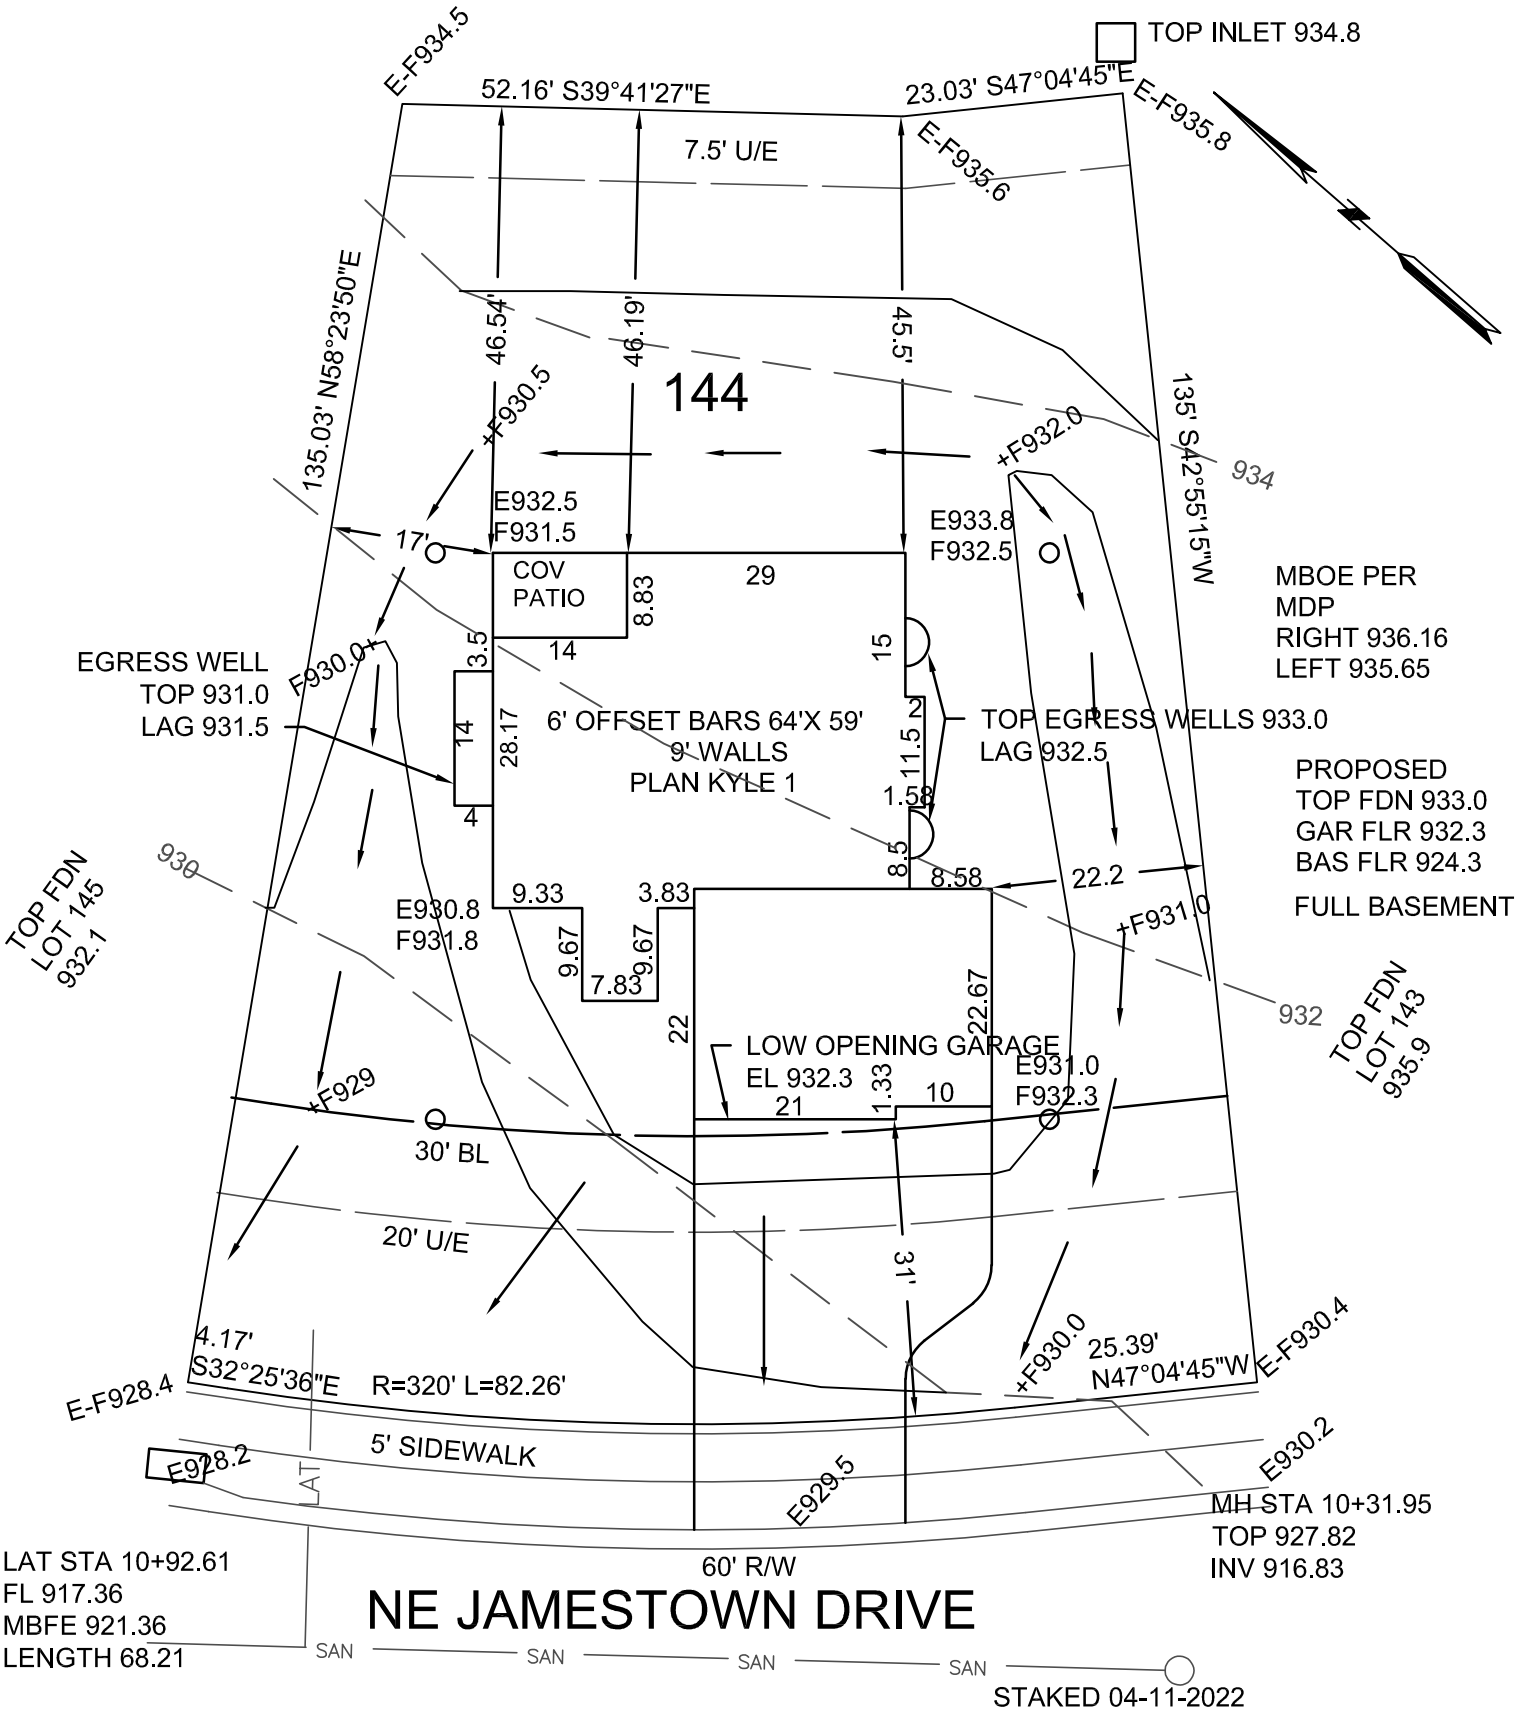 E-F934.5
TOP INLET 934.8
52.16' S39°41'27"E
23.03' S47°04'45"E
E-F935.8
7.5' U/E
E-F935.6
135.03' N58°23'50"E
46.54'
46.19'
45.5'
144
135' S42°55'15"W
+F930.5
+F932.0
934
E932.5
F931.5
E933.8
F932.5
17'
COV
PATIO
29
8.83
14
3.5
15
MBOE PER
MDP
RIGHT 936.16
LEFT 935.65
F930.0+
EGRESS WELL
TOP 931.0
LAG 931.5
14
28.17
4
6' OFFSET BARS 64'X 59'
9' WALLS
PLAN KYLE 1
2
11.5
1.58
TOP EGRESS WELLS 933.0
LAG 932.5
PROPOSED
TOP FDN 933.0
GAR FLR 932.3
BAS FLR 924.3
FULL BASEMENT
930
TOP FDN
LOT 145
932.1
8.5
8.58
22.2
+F931.0
9.33
3.83
E930.8
F931.8
9.67
9.67
7.83
22
22.67
932
TOP FDN
LOT 143
935.9
LOW OPENING GARAGE
EL 932.3
1.33
10
21
E931.0
F932.3
+F929
30' BL
20' U/E
31'
4.17'
S32°25'36"E
R=320' L=82.26'
+F930.0
25.39'
N47°04'45"W
E-F930.4
E-F928.4
5' SIDEWALK
E928.2
LAT
E929.5
E930.2
MH STA 10+31.95
TOP 927.82
INV 916.83
LAT STA 10+92.61
FL 917.36
MBFE 921.36
LENGTH 68.21
60' R/W
NE JAMESTOWN DRIVE
SAN
SAN
SAN
SAN
STAKED 04-11-2022